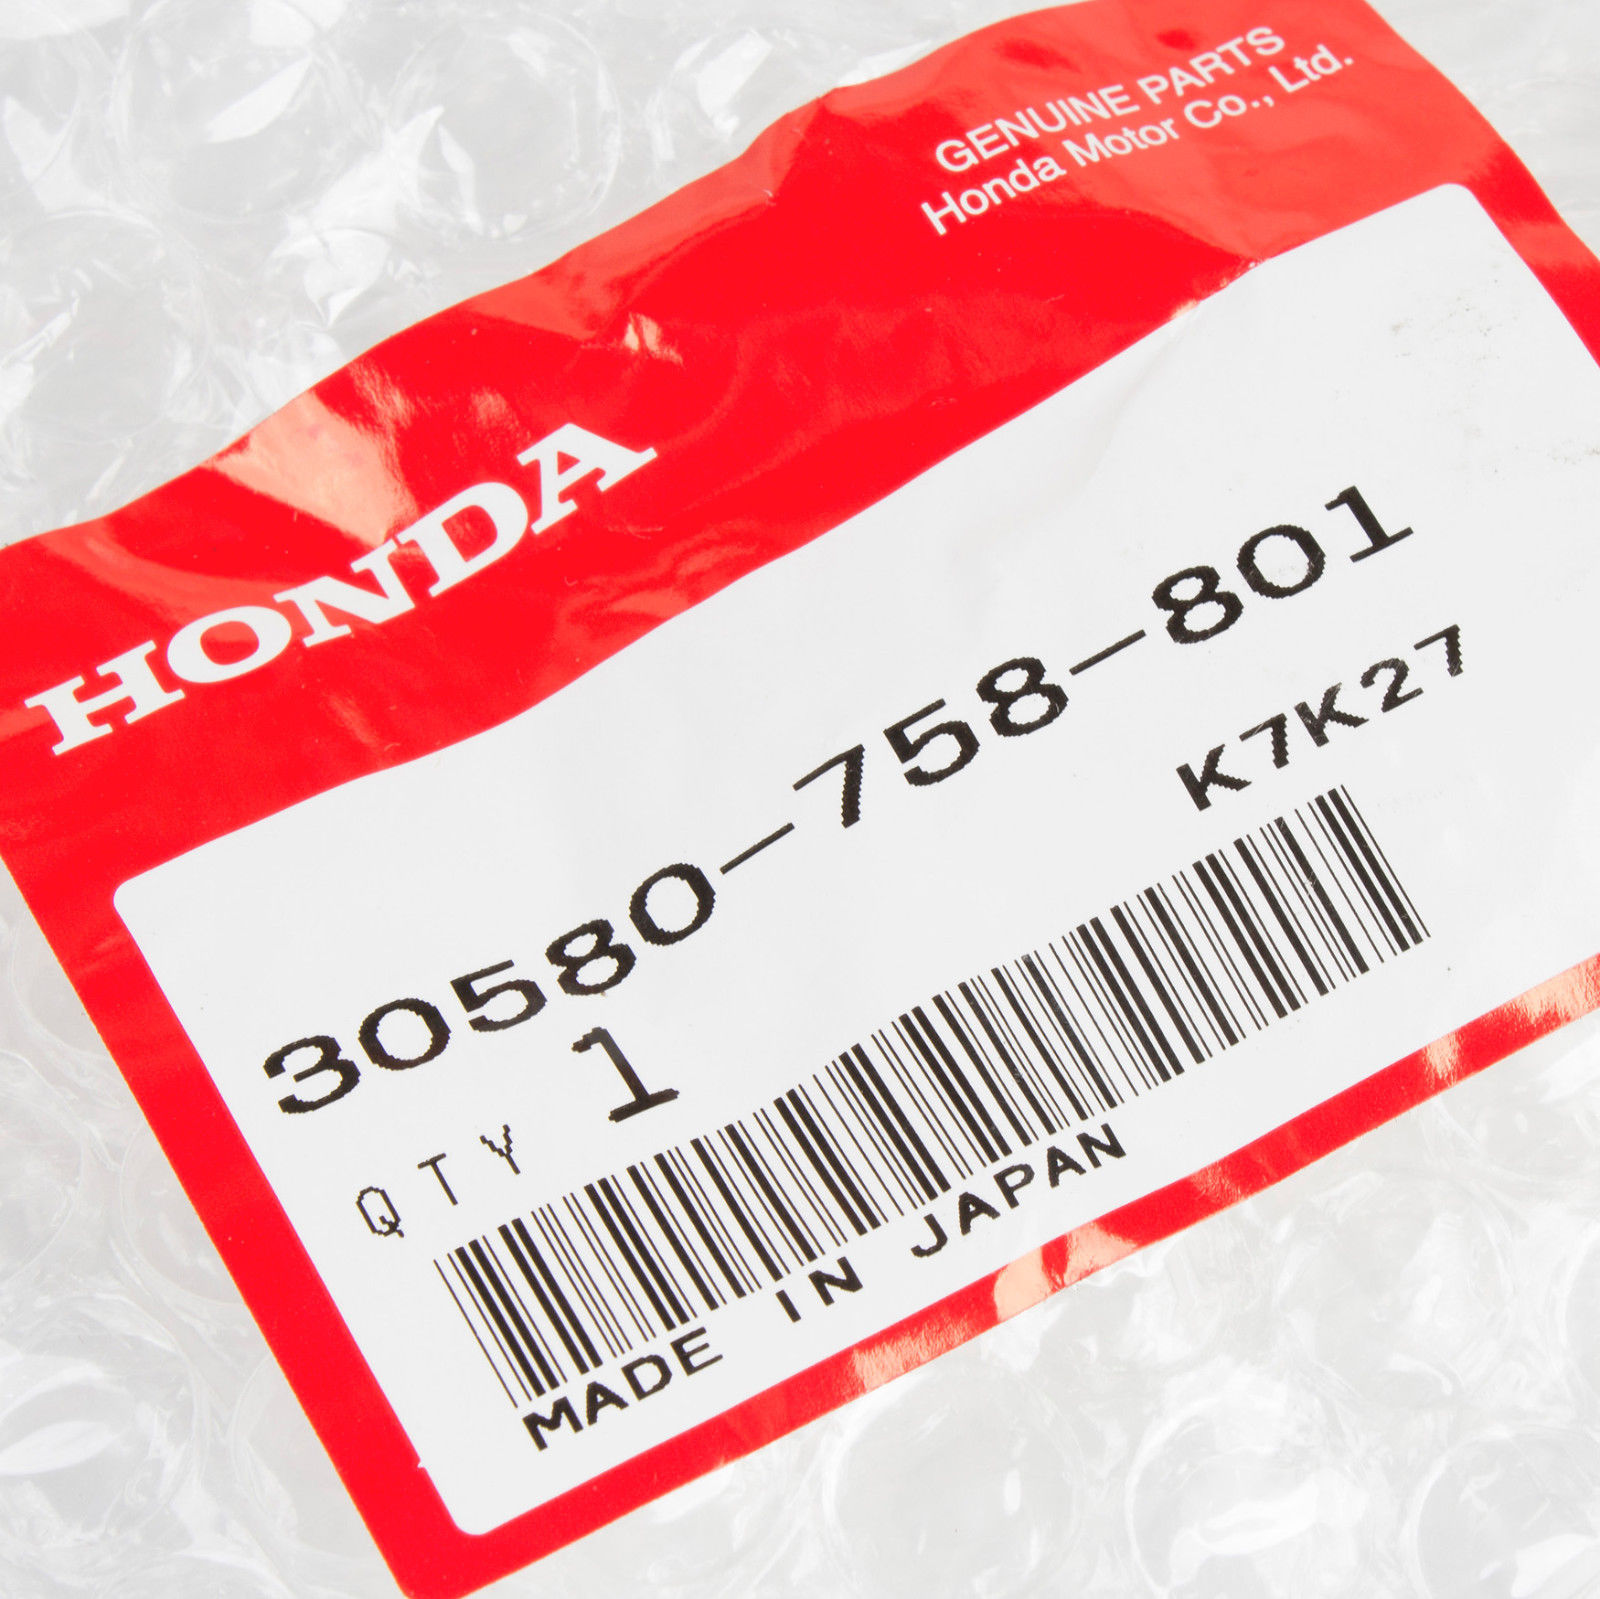 GENUINE PARTS
Honda Motor Co., Ltd.
HONDA
30580-758-801
K7K27
QTY 1
MADE IN JAPAN